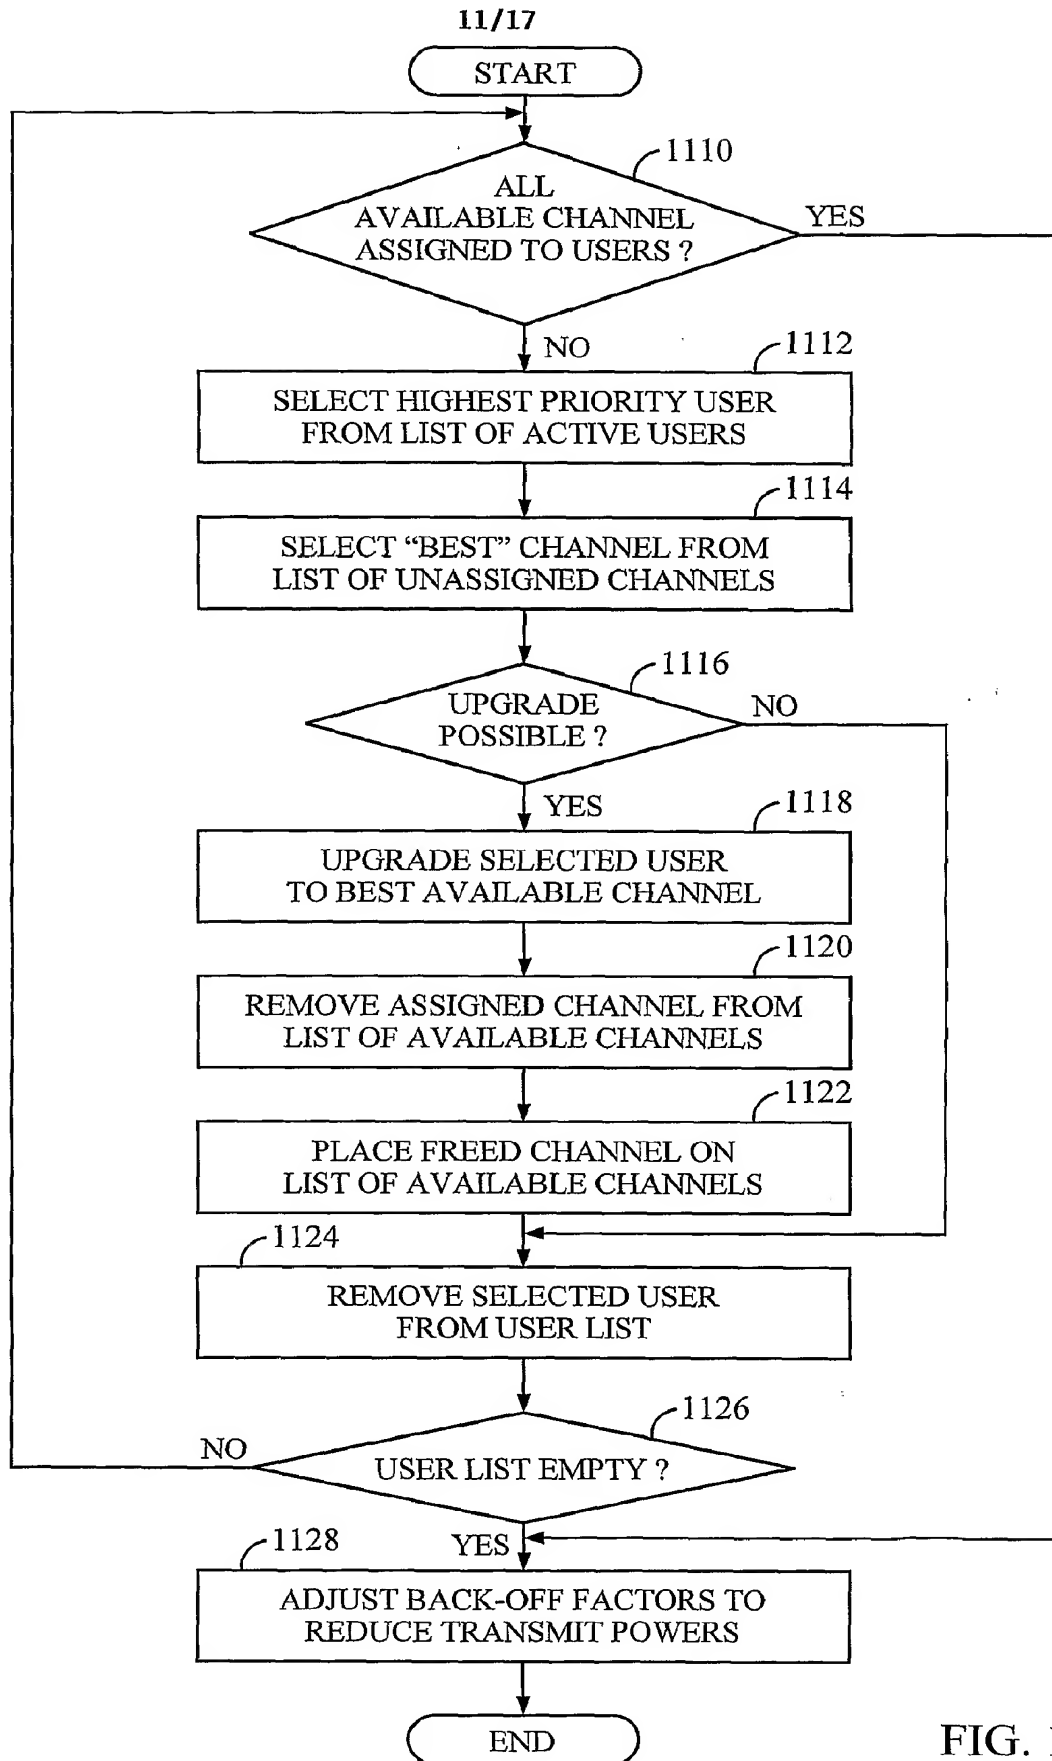 11/17
START
1110
ALL
AVAILABLE CHANNEL
ASSIGNED TO USERS ?
YES
NO
1112
SELECT HIGHEST PRIORITY USER
FROM LIST OF ACTIVE USERS
1114
SELECT “BEST” CHANNEL FROM
LIST OF UNASSIGNED CHANNELS
1116
UPGRADE
POSSIBLE ?
NO
YES
1118
UPGRADE SELECTED USER
TO BEST AVAILABLE CHANNEL
1120
REMOVE ASSIGNED CHANNEL FROM
LIST OF AVAILABLE CHANNELS
1122
PLACE FREED CHANNEL ON
LIST OF AVAILABLE CHANNELS
1124
REMOVE SELECTED USER
FROM USER LIST
1126
NO
USER LIST EMPTY ?
YES
1128
ADJUST BACK-OFF FACTORS TO
REDUCE TRANSMIT POWERS
END
FIG.